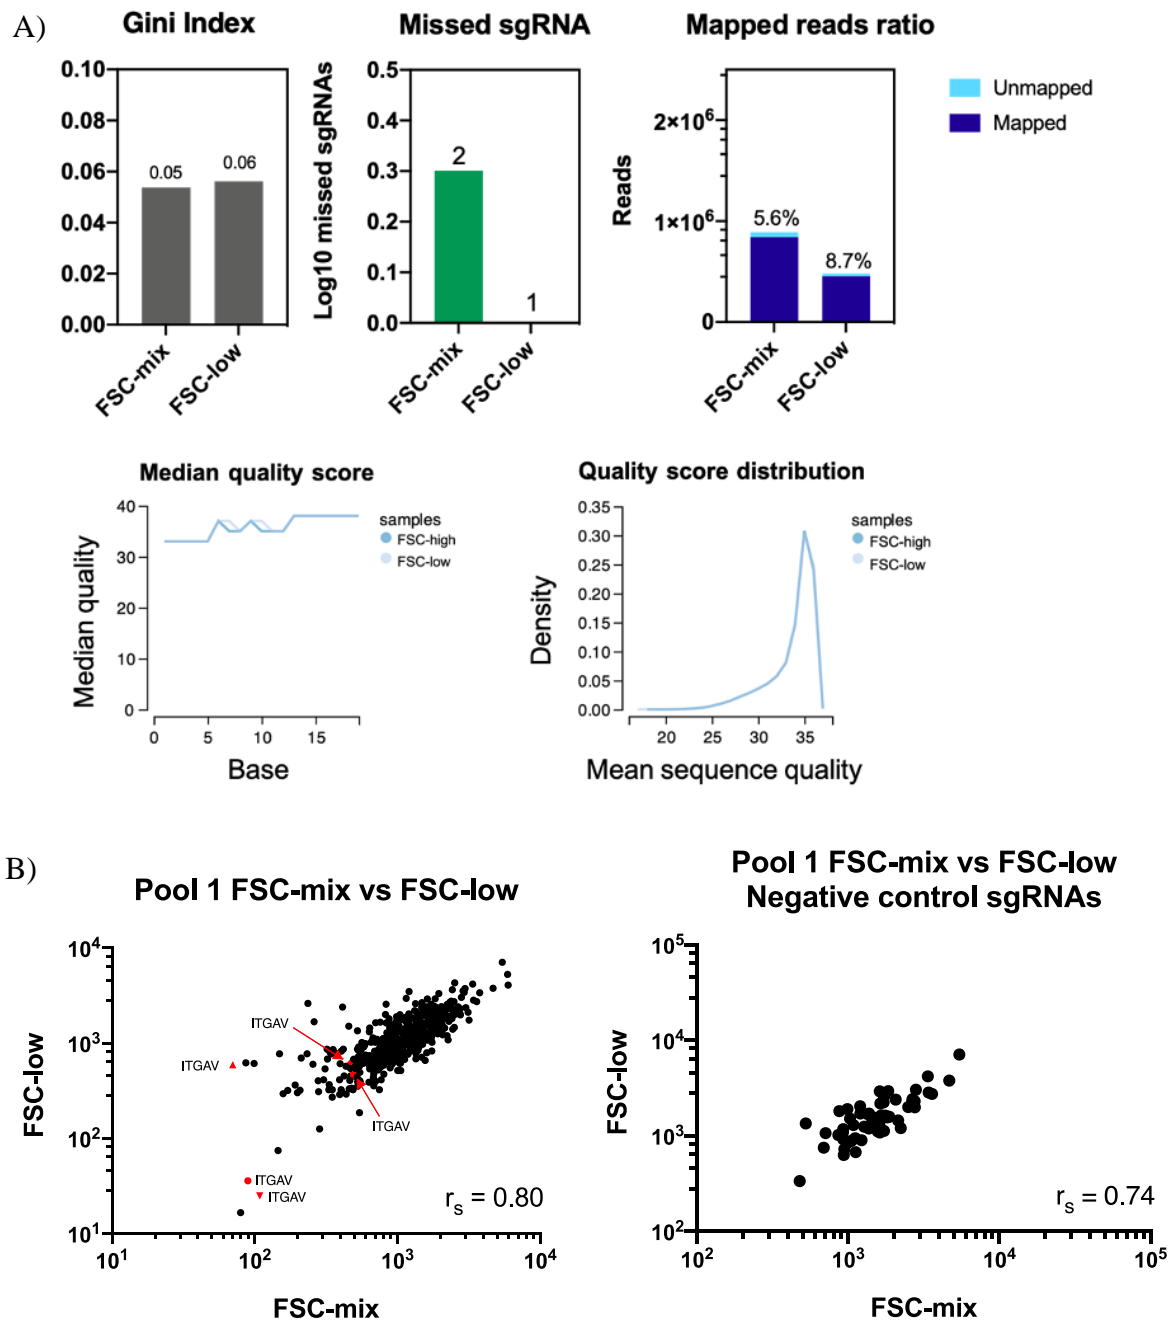 A)
Gini Index
0.10
0.08
0.06
0.04
0.02
0.00
0.05
0.06
FSC-mix
FSC-low
Missed sgRNA
Log10 missed sgRNAs
0.5
0.4
0.3
0.2
0.1
0.0
2
1
FSC-mix
FSC-low
Mapped reads ratio
Reads
2×10⁶
1×10⁶
0
5.6%
8.7%
FSC-mix
FSC-low
Unmapped
Mapped
Median quality score
Median quality
40
30
20
10
0
0 5 10 15
Base
samples
FSC-high
FSC-low
Quality score distribution
Density
0.35
0.30
0.25
0.20
0.15
0.10
0.05
0.00
20 25 30 35
Mean sequence quality
samples
FSC-high
FSC-low
B)
Pool 1 FSC-mix vs FSC-low
FSC-low
10⁴
10³
10²
10¹
ITGAV
ITGAV
ITGAV
ITGAV
ITGAV
rₛ = 0.80
10¹ 10² 10³ 10⁴
FSC-mix
Pool 1 FSC-mix vs FSC-low
Negative control sgRNAs
FSC-low
10⁵
10⁴
10³
10²
rₛ = 0.74
10² 10³ 10⁴ 10⁵
FSC-mix